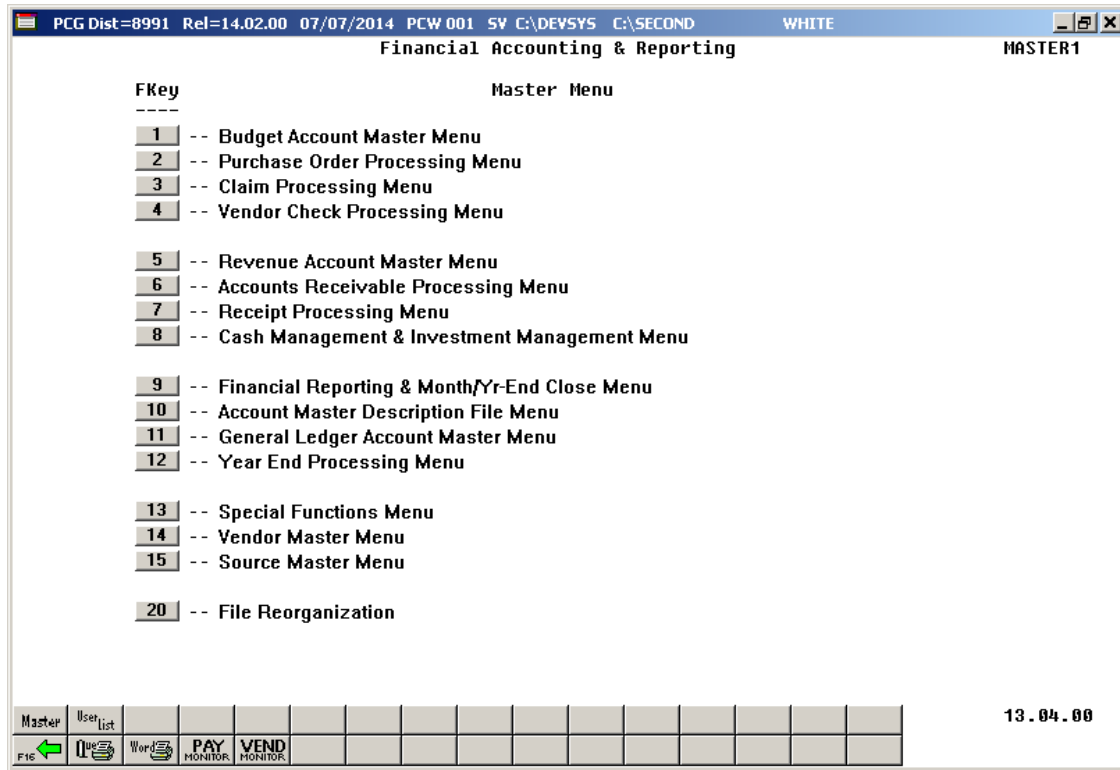 PCG Dist=8991 Rel=14.02.00 07/07/2014 PCW 001 SV C:\DEVSYS C:\SECOND WHITE
Financial Accounting & Reporting MASTER1
FKey Master Menu
----
1 -- Budget Account Master Menu
2 -- Purchase Order Processing Menu
3 -- Claim Processing Menu
4 -- Vendor Check Processing Menu
5 -- Revenue Account Master Menu
6 -- Accounts Receivable Processing Menu
7 -- Receipt Processing Menu
8 -- Cash Management & Investment Management Menu
9 -- Financial Reporting & Month/Yr-End Close Menu
10 -- Account Master Description File Menu
11 -- General Ledger Account Master Menu
12 -- Year End Processing Menu
13 -- Special Functions Menu
14 -- Vendor Master Menu
15 -- Source Master Menu
20 -- File Reorganization
Master User List 13.04.00
F16 Que Word PAY MONITOR VEND MONITOR